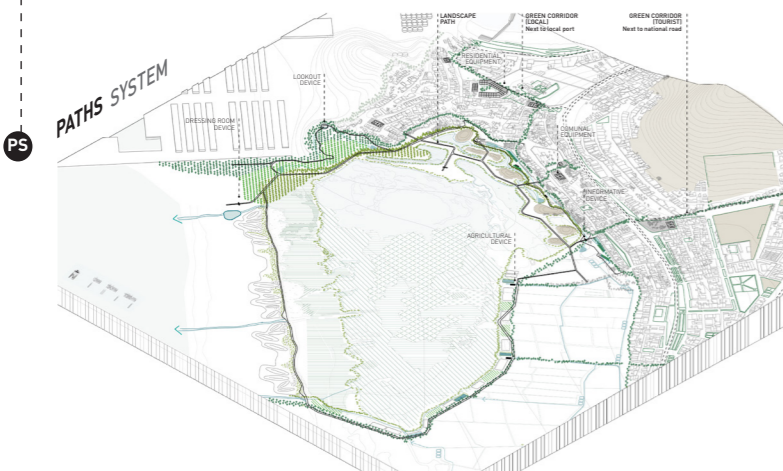 PS
PATHS SYSTEM
LANDSCAPE
PATH
GREEN CORRIDOR
(LOCAL)
Next to local port
GREEN CORRIDOR
(TOURIST)
Next to national road
RESIDENTIAL
EQUIPMENT
LOOKOUT
DEVICE
DRESSING ROOM
DEVICE
COMUNAL
EQUIPMENT
INFORMATIVE
DEVICE
AGRICULTURAL
DEVICE
N